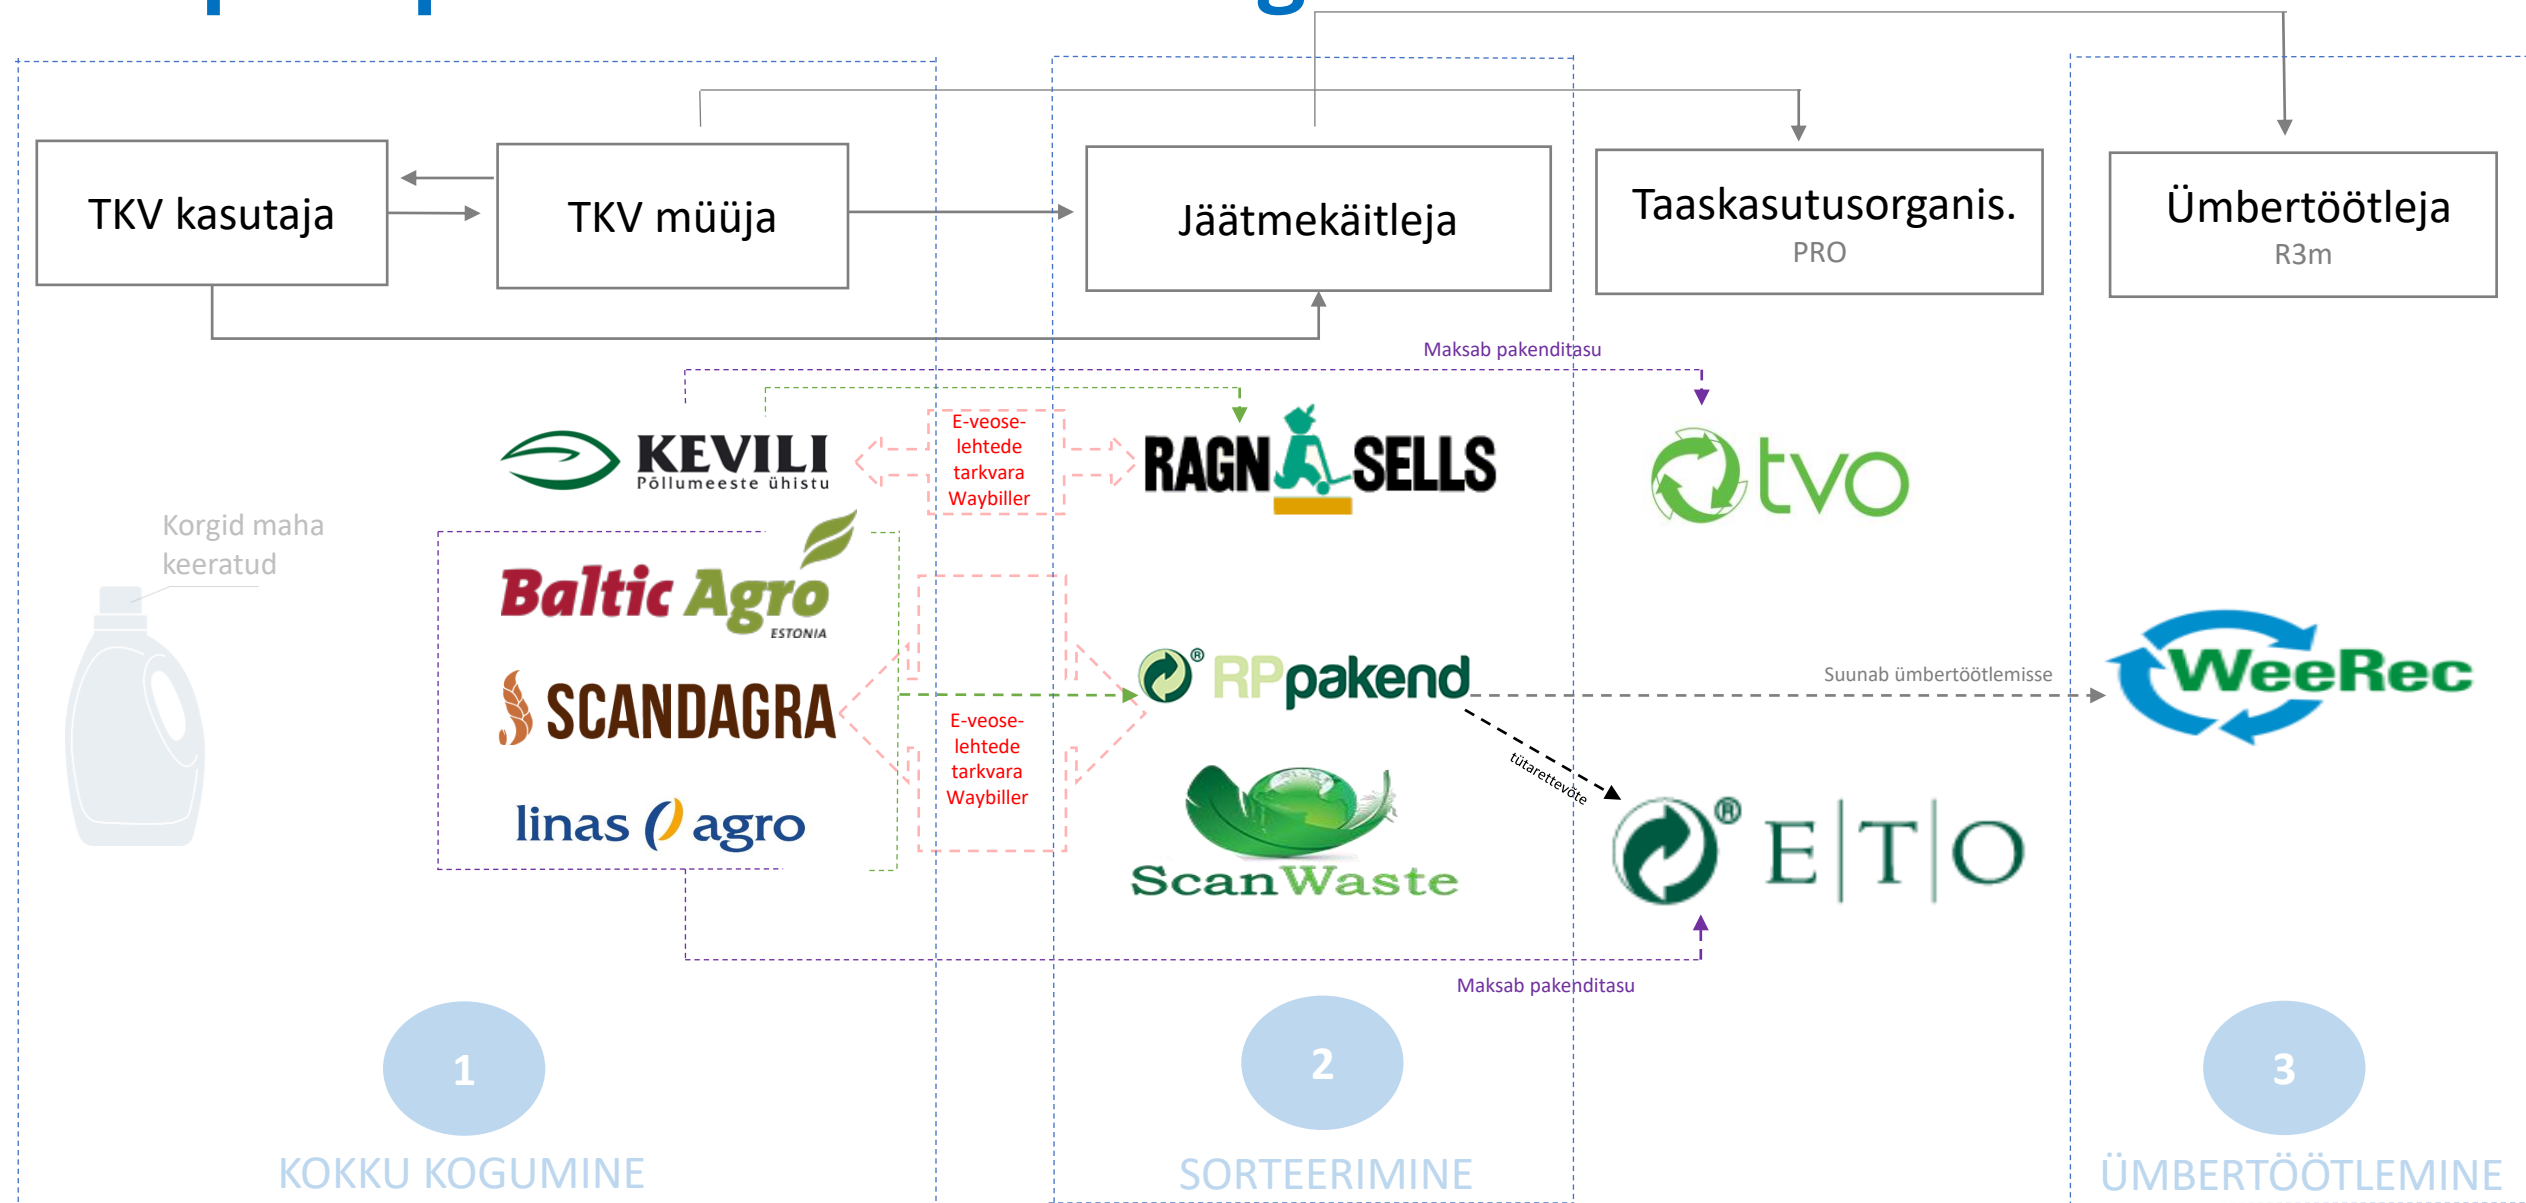 TKV kasutaja
TKV müüja
Jäätmekäitleja
Taaskasutusorganis.
PRO
Ümbertöötleja
R3m
Maksab pakenditasu
KEVILI
Põllumeeste ühistu
E-veose-
lehtede
tarkvara
Waybiller
RAGN SELLS
tvo
Korgid maha
keeratud
Baltic Agro
ESTONIA
SCANDAGRA
linas agro
E-veose-
lehtede
tarkvara
Waybiller
® RPpakend
Suunab ümbertöötlemisse
WeeRec
tütarettevõte
ScanWaste
® E|T|O
Maksab pakenditasu
1
2
3
KOKKU KOGUMINE
SORTEERIMINE
ÜMBERTÖÖTLEMINE